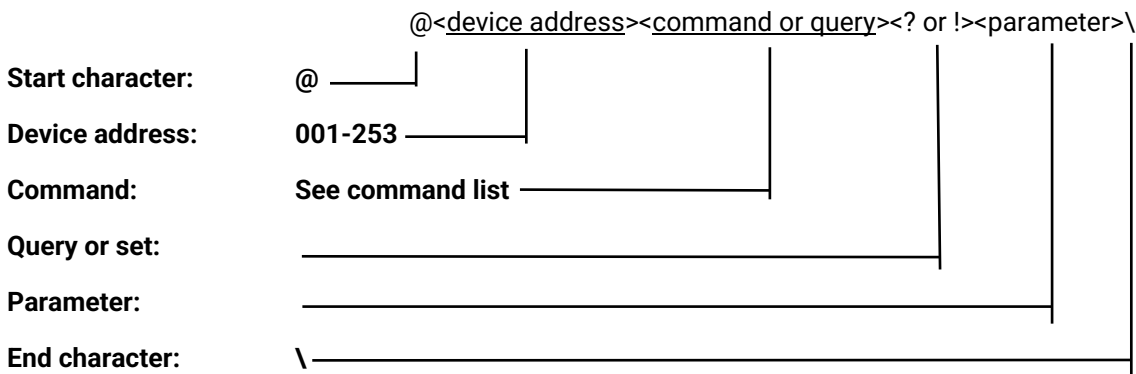 @<device address><command or query><? or !><parameter>\
Start character: @
Device address: 001-253
Command: See command list
Query or set:
Parameter:
End character: \